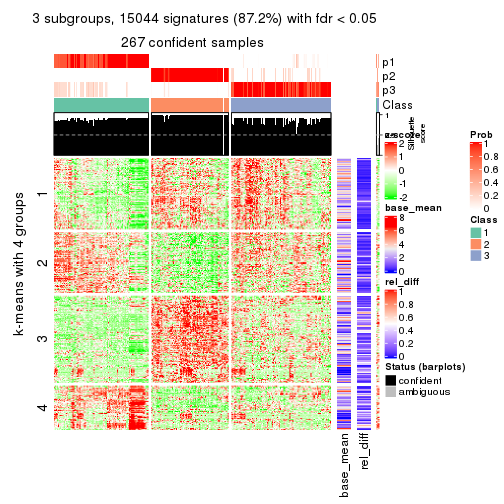 3 subgroups, 15044 signatures (87.2%) with fdr < 0.05
267 confident samples
p1
p2
p3
Class
1
Silhouette
score
k-means with 4 groups
1
2
3
4
base_mean
rel_diff
2
1
-1
-2
base_mean
8
6
4
2
0
rel_diff
1
0.8
0.6
0.4
0.2
0
Status (barplots)
confident
ambiguous
Prob
1
0.8
0.6
0.4
0.2
0
Class
1
2
3